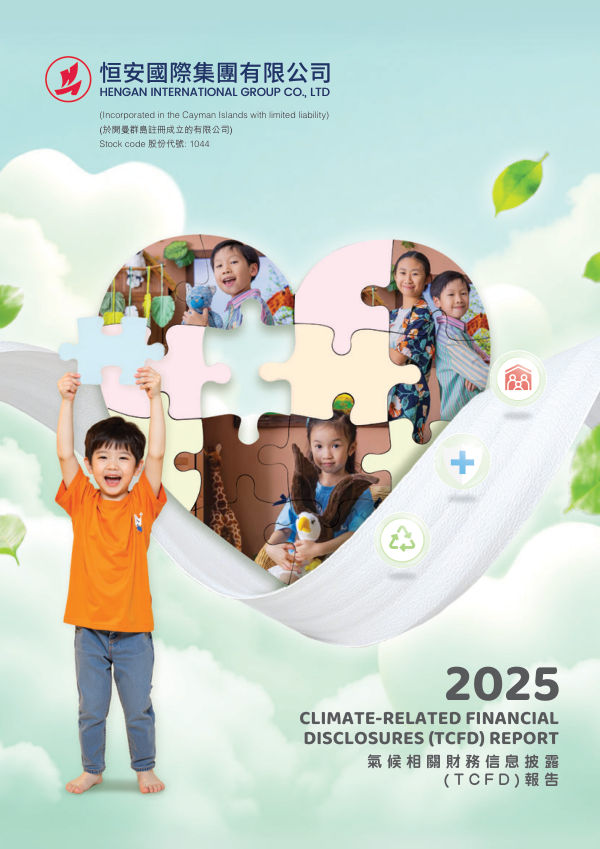 恒安國際集團有限公司
HENGAN INTERNATIONAL GROUP CO., LTD
(Incorporated in the Cayman Islands with limited liability)
(於開曼群島註冊成立的有限公司)
Stock code 股份代號: 1044
2025
CLIMATE-RELATED FINANCIAL
DISCLOSURES (TCFD) REPORT
氣候相關財務信息披露
(TCFD)報告